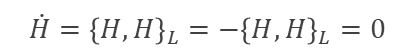 Ḣ = {H, H}_L = −{H, H}_L = 0